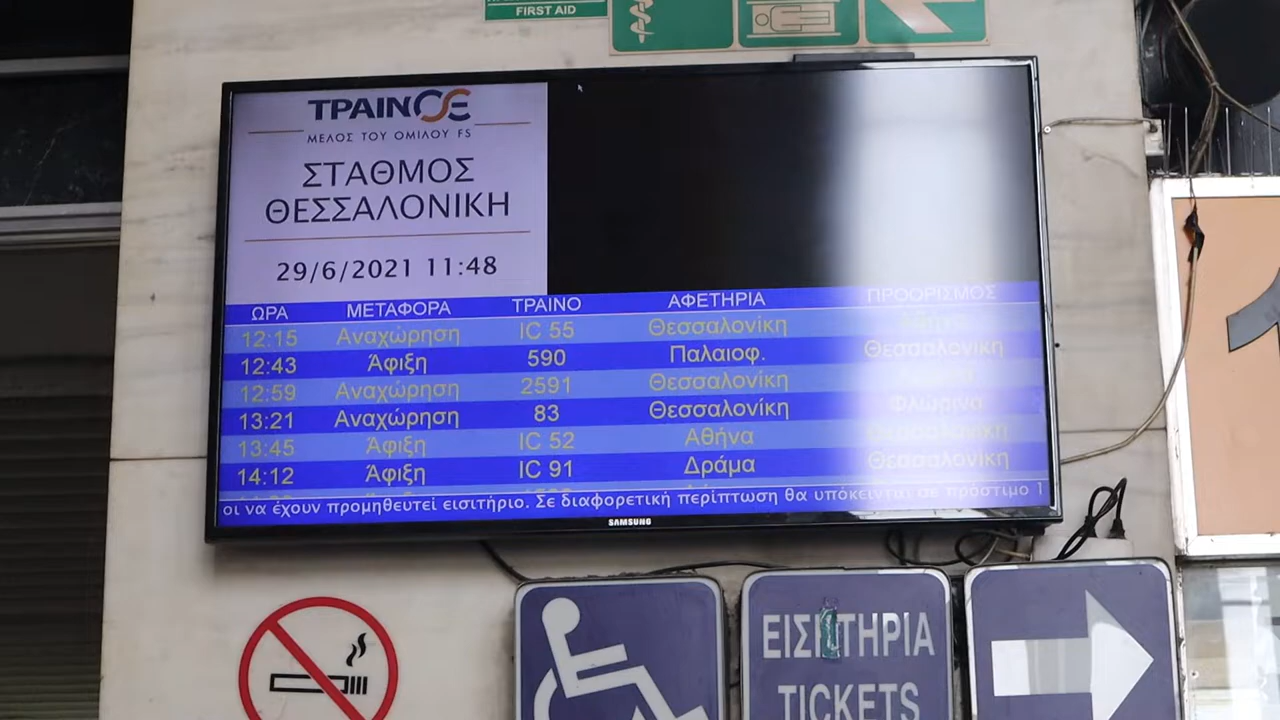 FIRST AID
ΤΡΑΙΝΟΣΕ
ΜΕΛΟΣ ΤΟΥ ΟΜΙΛΟΥ FS
ΣΤΑΘΜΟΣ
ΘΕΣΣΑΛΟΝΙΚΗ
29/6/2021 11:48
ΩΡΑ ΜΕΤΑΦΟΡΑ ΤΡΑΙΝΟ ΑΦΕΤΗΡΙΑ ΠΡΟΟΡΙΣΜΟΣ
12:15 Αναχώρηση IC 55 Θεσσαλονίκη
12:43 Άφιξη 590 Παλαιοφ. Θεσσαλονίκη
12:59 Αναχώρηση 2591 Θεσσαλονίκη
13:21 Αναχώρηση 83 Θεσσαλονίκη Φλώρινα
13:45 Άφιξη IC 52 Αθήνα Θεσσαλονίκη
14:12 Άφιξη IC 91 Δράμα Θεσσαλονίκη
οι να έχουν προμηθευτεί εισιτήριο. Σε διαφορετική περίπτωση θα υπόκεινται σε πρόστιμο 1
SAMSUNG
ΕΙΣΙΤΗΡΙΑ
TICKETS
1